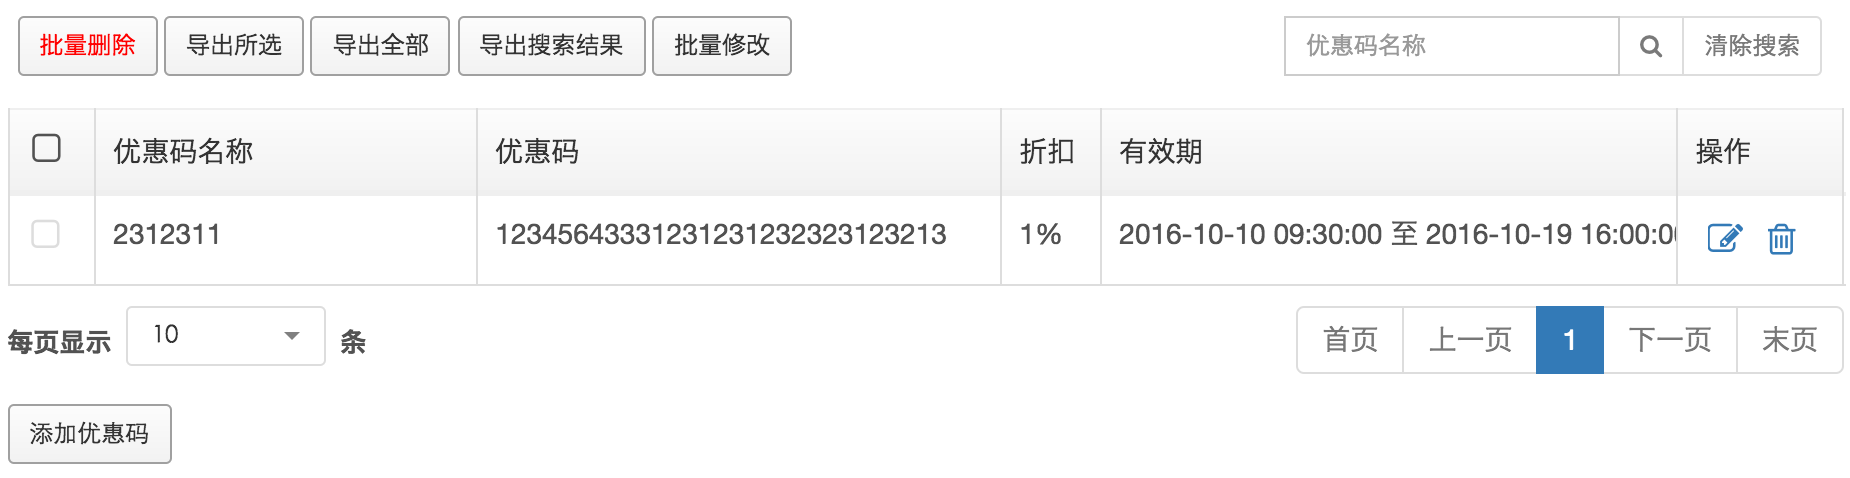 批量删除 导出所选 导出全部 导出搜索结果 批量修改 优惠码名称 清除搜索
优惠码名称 优惠码 折扣 有效期 操作
2312311 12345643331231231232323123213 1% 2016-10-10 09:30:00 至 2016-10-19 16:00:00
每页显示 10 条 首页 上一页 1 下一页 末页
添加优惠码